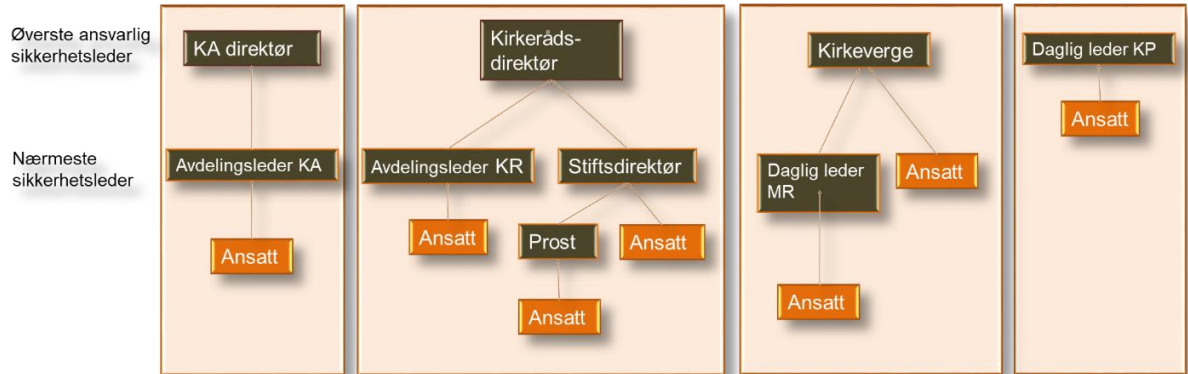 Øverste ansvarlig
sikkerhetsleder
KA direktør
Kirkeråds-
direktør
Kirkeverge
Daglig leder KP
Ansatt
Nærmeste
sikkerhetsleder
Avdelingsleder KA
Avdelingsleder KR
Stiftsdirektør
Daglig leder
MR
Ansatt
Ansatt
Ansatt
Prost
Ansatt
Ansatt
Ansatt